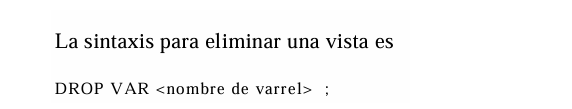 La sintaxis para eliminar una vista es
DROP VAR <nombre de varrel> ;